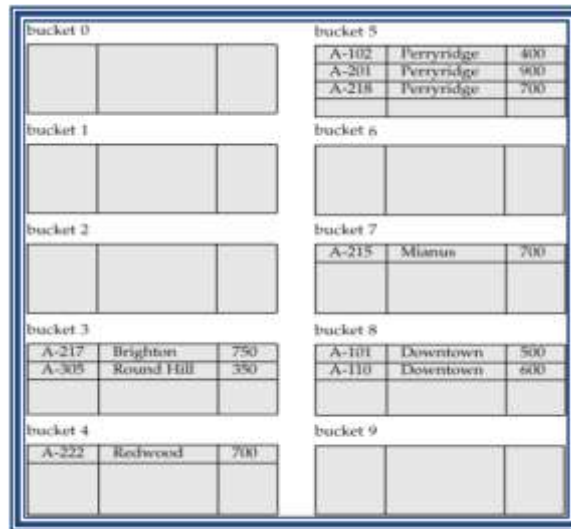 bucket 0
bucket 1
bucket 2
bucket 3
A-217 Brighton 750
A-305 Round Hill 350
bucket 4
A-222 Redwood 700
bucket 5
A-102 Perryridge 400
A-201 Perryridge 900
A-218 Perryridge 700
bucket 6
bucket 7
A-215 Mianus 700
bucket 8
A-101 Downtown 500
A-110 Downtown 600
bucket 9